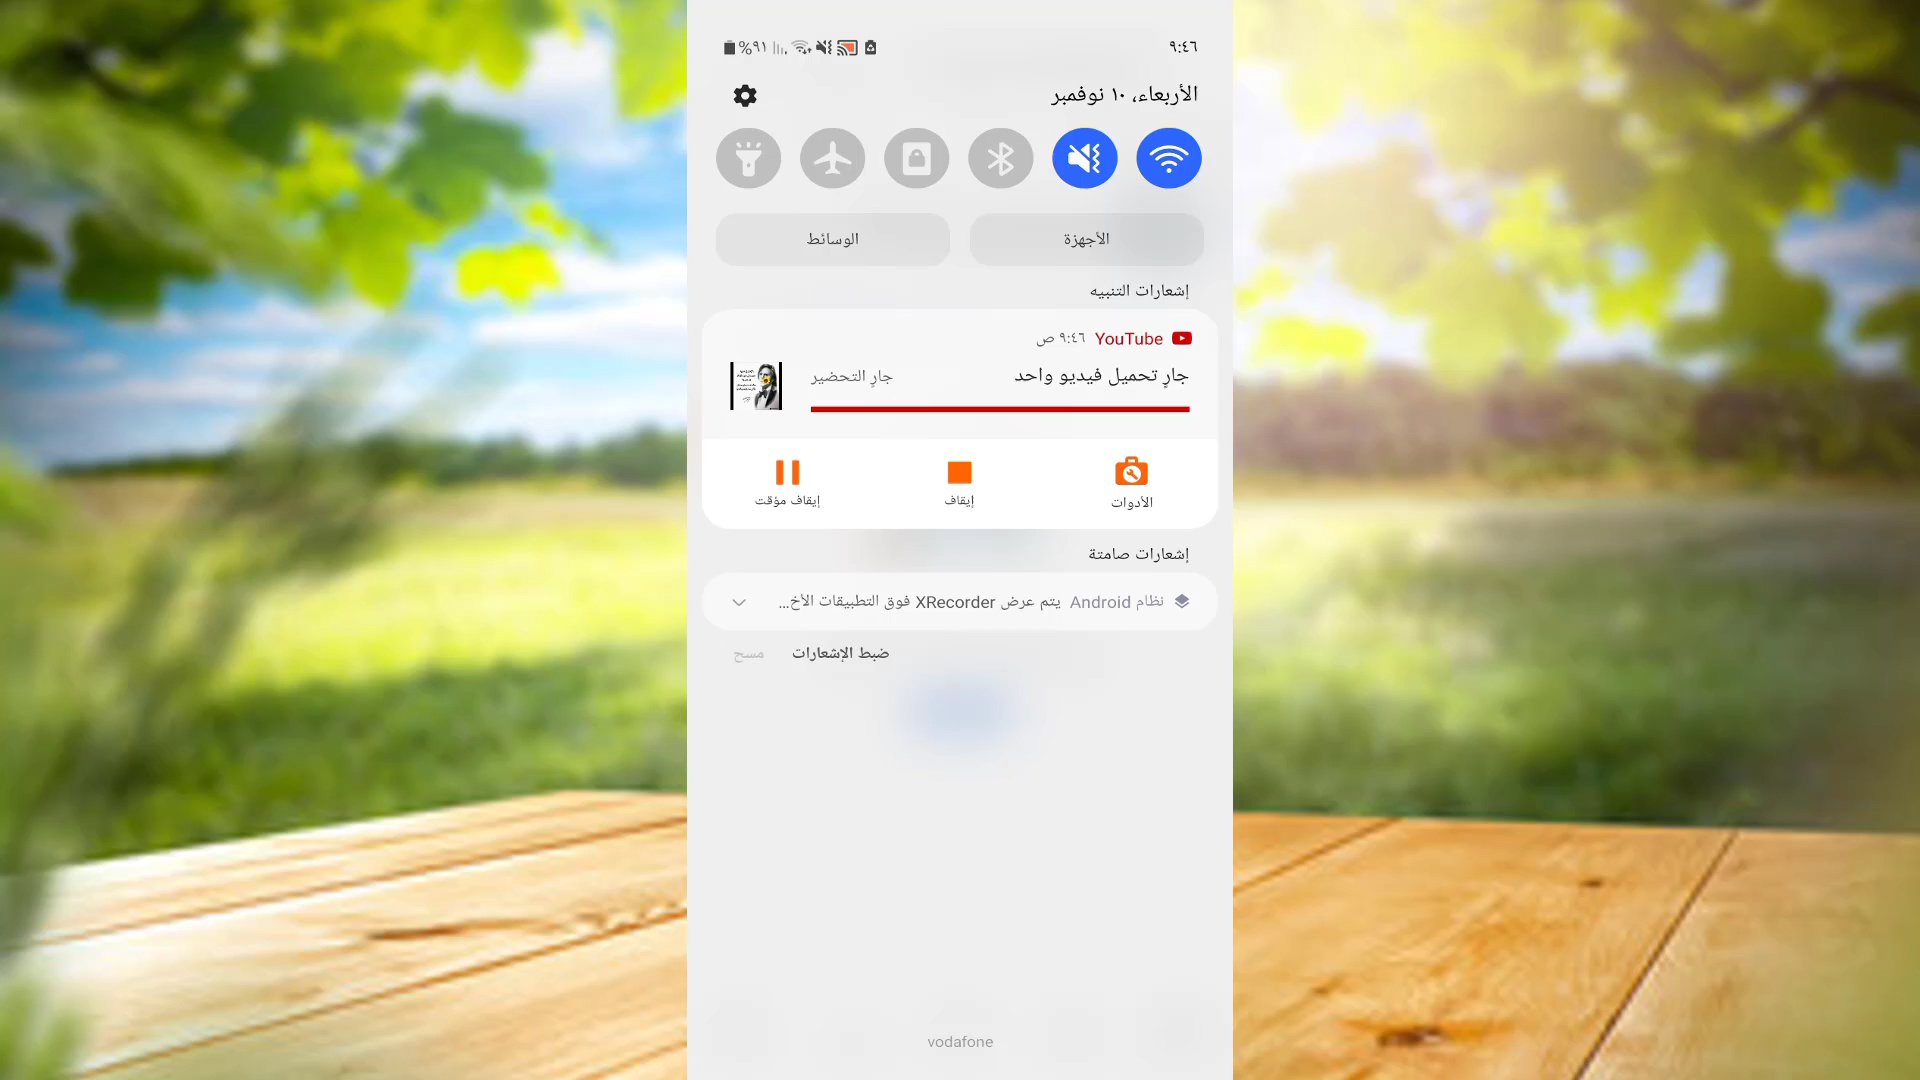 ٩:٤٦
%٩١
الأربعاء، ١٠ نوفمبر
الأجهزة
الوسائط
إشعارات التنبيه
YouTube ٩:٤٦ ص
جارٍ تحميل فيديو واحد
جارٍ التحضير
الأدوات
إيقاف
إيقاف مؤقت
إشعارات صامتة
نظام Android يتم عرض XRecorder فوق التطبيقات الأخ...
ضبط الإشعارات
مسح
vodafone